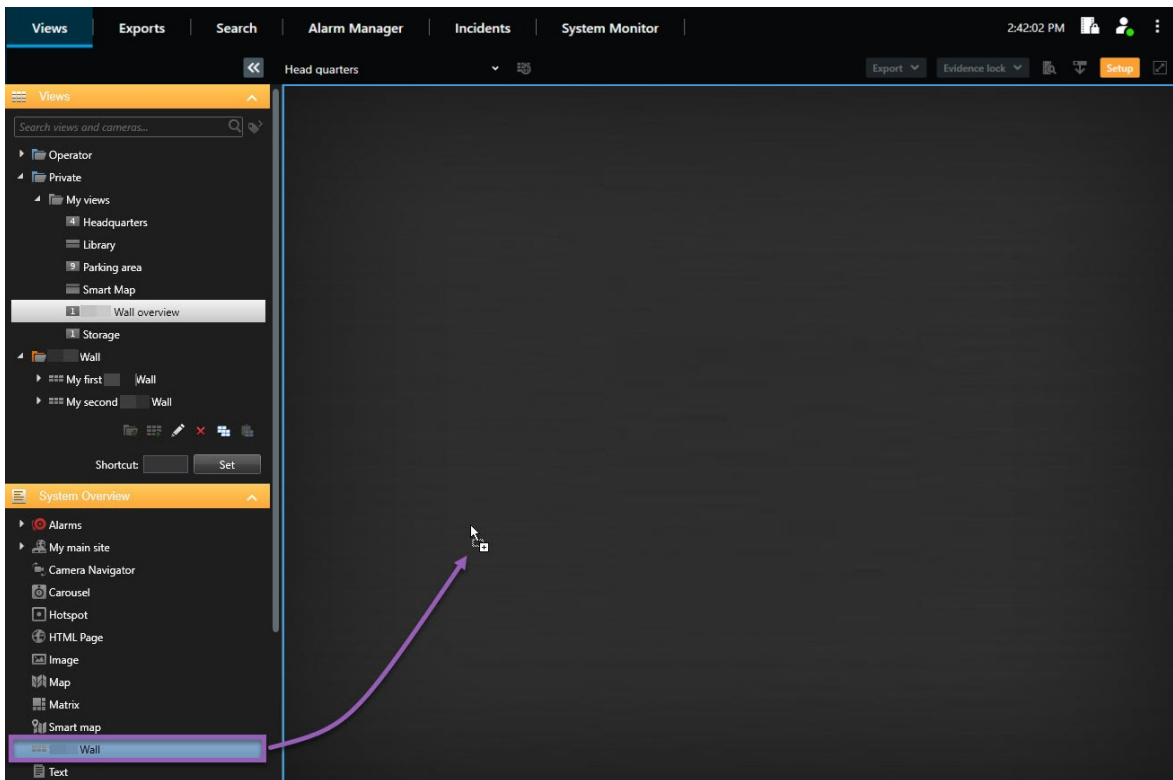 Views Exports Search Alarm Manager Incidents System Monitor 2:42:02 PM
Head quarters Export Evidence lock Setup
Views
Search views and cameras...
Operator
Private
My views
4 Headquarters
Library
9 Parking area
Smart Map
1 Wall overview
1 Storage
Wall
My first Wall
My second Wall
Shortcut: Set
System Overview
Alarms
My main site
Camera Navigator
Carousel
Hotspot
HTML Page
Image
Map
Matrix
Smart map
Wall
Text